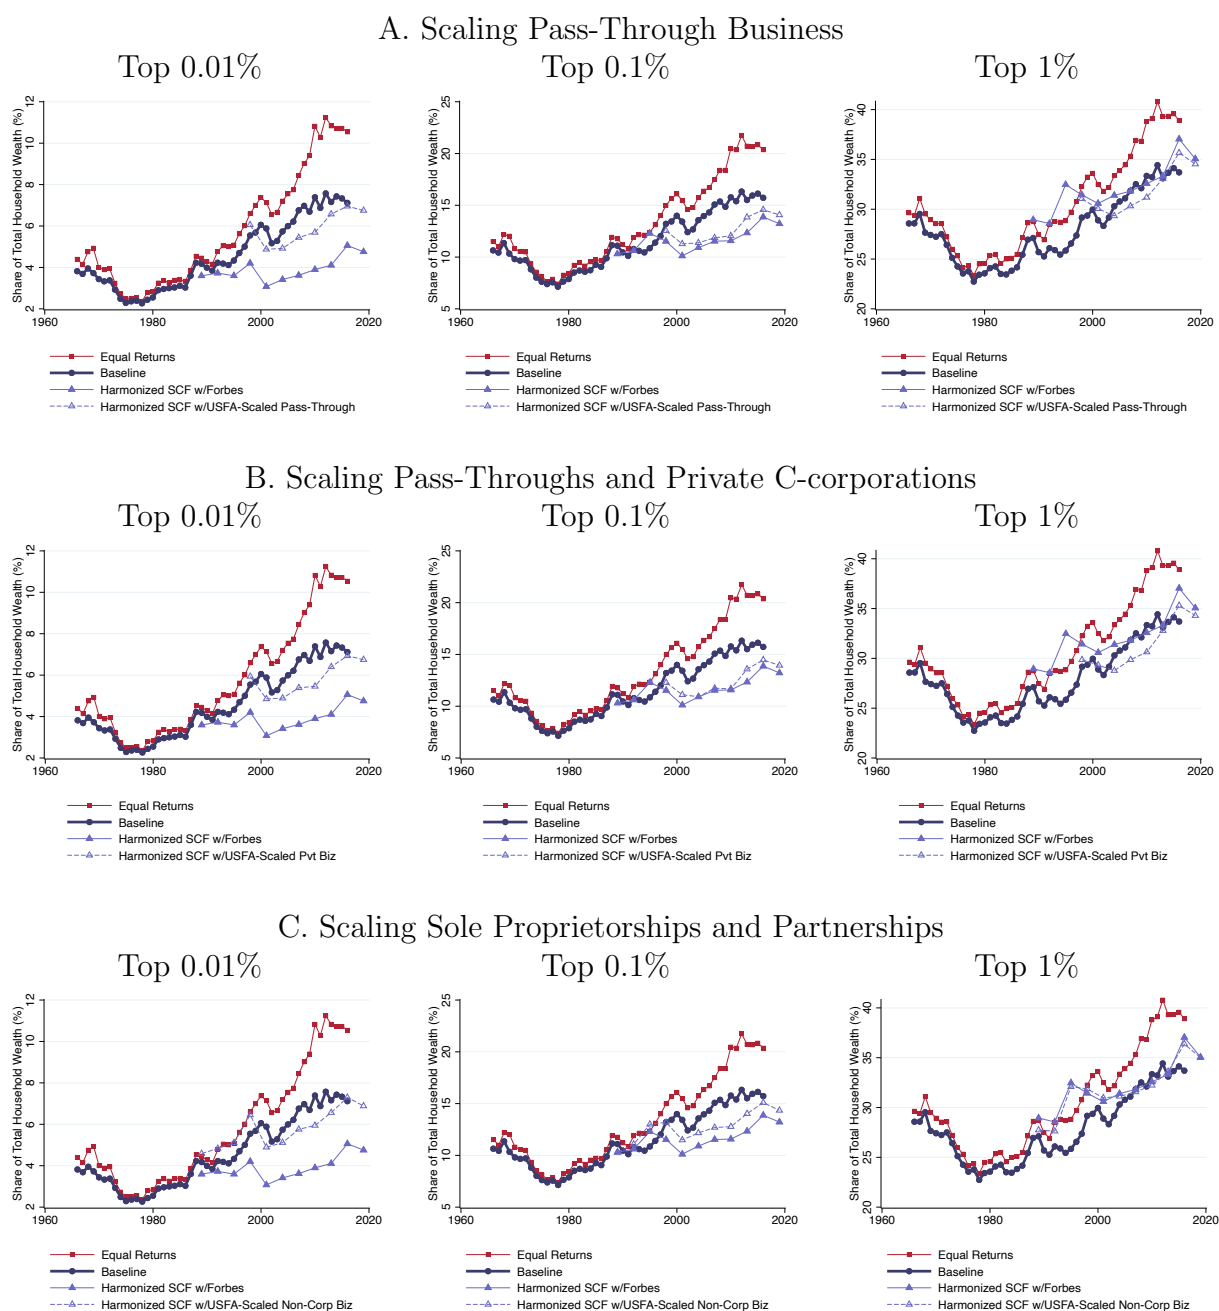 A. Scaling Pass-Through Business
Top 0.01%
Top 0.1%
Top 1%
Share of Total Household Wealth (%)
2 4 6 8 10 12
1960 1980 2000 2020
Equal Returns
Baseline
Harmonized SCF w/Forbes
Harmonized SCF w/USFA-Scaled Pass-Through
Share of Total Household Wealth (%)
5 10 15 20 25
1960 1980 2000 2020
Equal Returns
Baseline
Harmonized SCF w/Forbes
Harmonized SCF w/USFA-Scaled Pass-Through
Share of Total Household Wealth (%)
20 25 30 35 40
1960 1980 2000 2020
Equal Returns
Baseline
Harmonized SCF w/Forbes
Harmonized SCF w/USFA-Scaled Pass-Through
B. Scaling Pass-Throughs and Private C-corporations
Top 0.01%
Top 0.1%
Top 1%
Share of Total Household Wealth (%)
2 4 6 8 10 12
1960 1980 2000 2020
Equal Returns
Baseline
Harmonized SCF w/Forbes
Harmonized SCF w/USFA-Scaled Pvt Biz
Share of Total Household Wealth (%)
5 10 15 20 25
1960 1980 2000 2020
Equal Returns
Baseline
Harmonized SCF w/Forbes
Harmonized SCF w/USFA-Scaled Pvt Biz
Share of Total Household Wealth (%)
20 25 30 35 40
1960 1980 2000 2020
Equal Returns
Baseline
Harmonized SCF w/Forbes
Harmonized SCF w/USFA-Scaled Pvt Biz
C. Scaling Sole Proprietorships and Partnerships
Top 0.01%
Top 0.1%
Top 1%
Share of Total Household Wealth (%)
2 4 6 8 10 12
1960 1980 2000 2020
Equal Returns
Baseline
Harmonized SCF w/Forbes
Harmonized SCF w/USFA-Scaled Non-Corp Biz
Share of Total Household Wealth (%)
5 10 15 20 25
1960 1980 2000 2020
Equal Returns
Baseline
Harmonized SCF w/Forbes
Harmonized SCF w/USFA-Scaled Non-Corp Biz
Share of Total Household Wealth (%)
20 25 30 35 40
1960 1980 2000 2020
Equal Returns
Baseline
Harmonized SCF w/Forbes
Harmonized SCF w/USFA-Scaled Non-Corp Biz